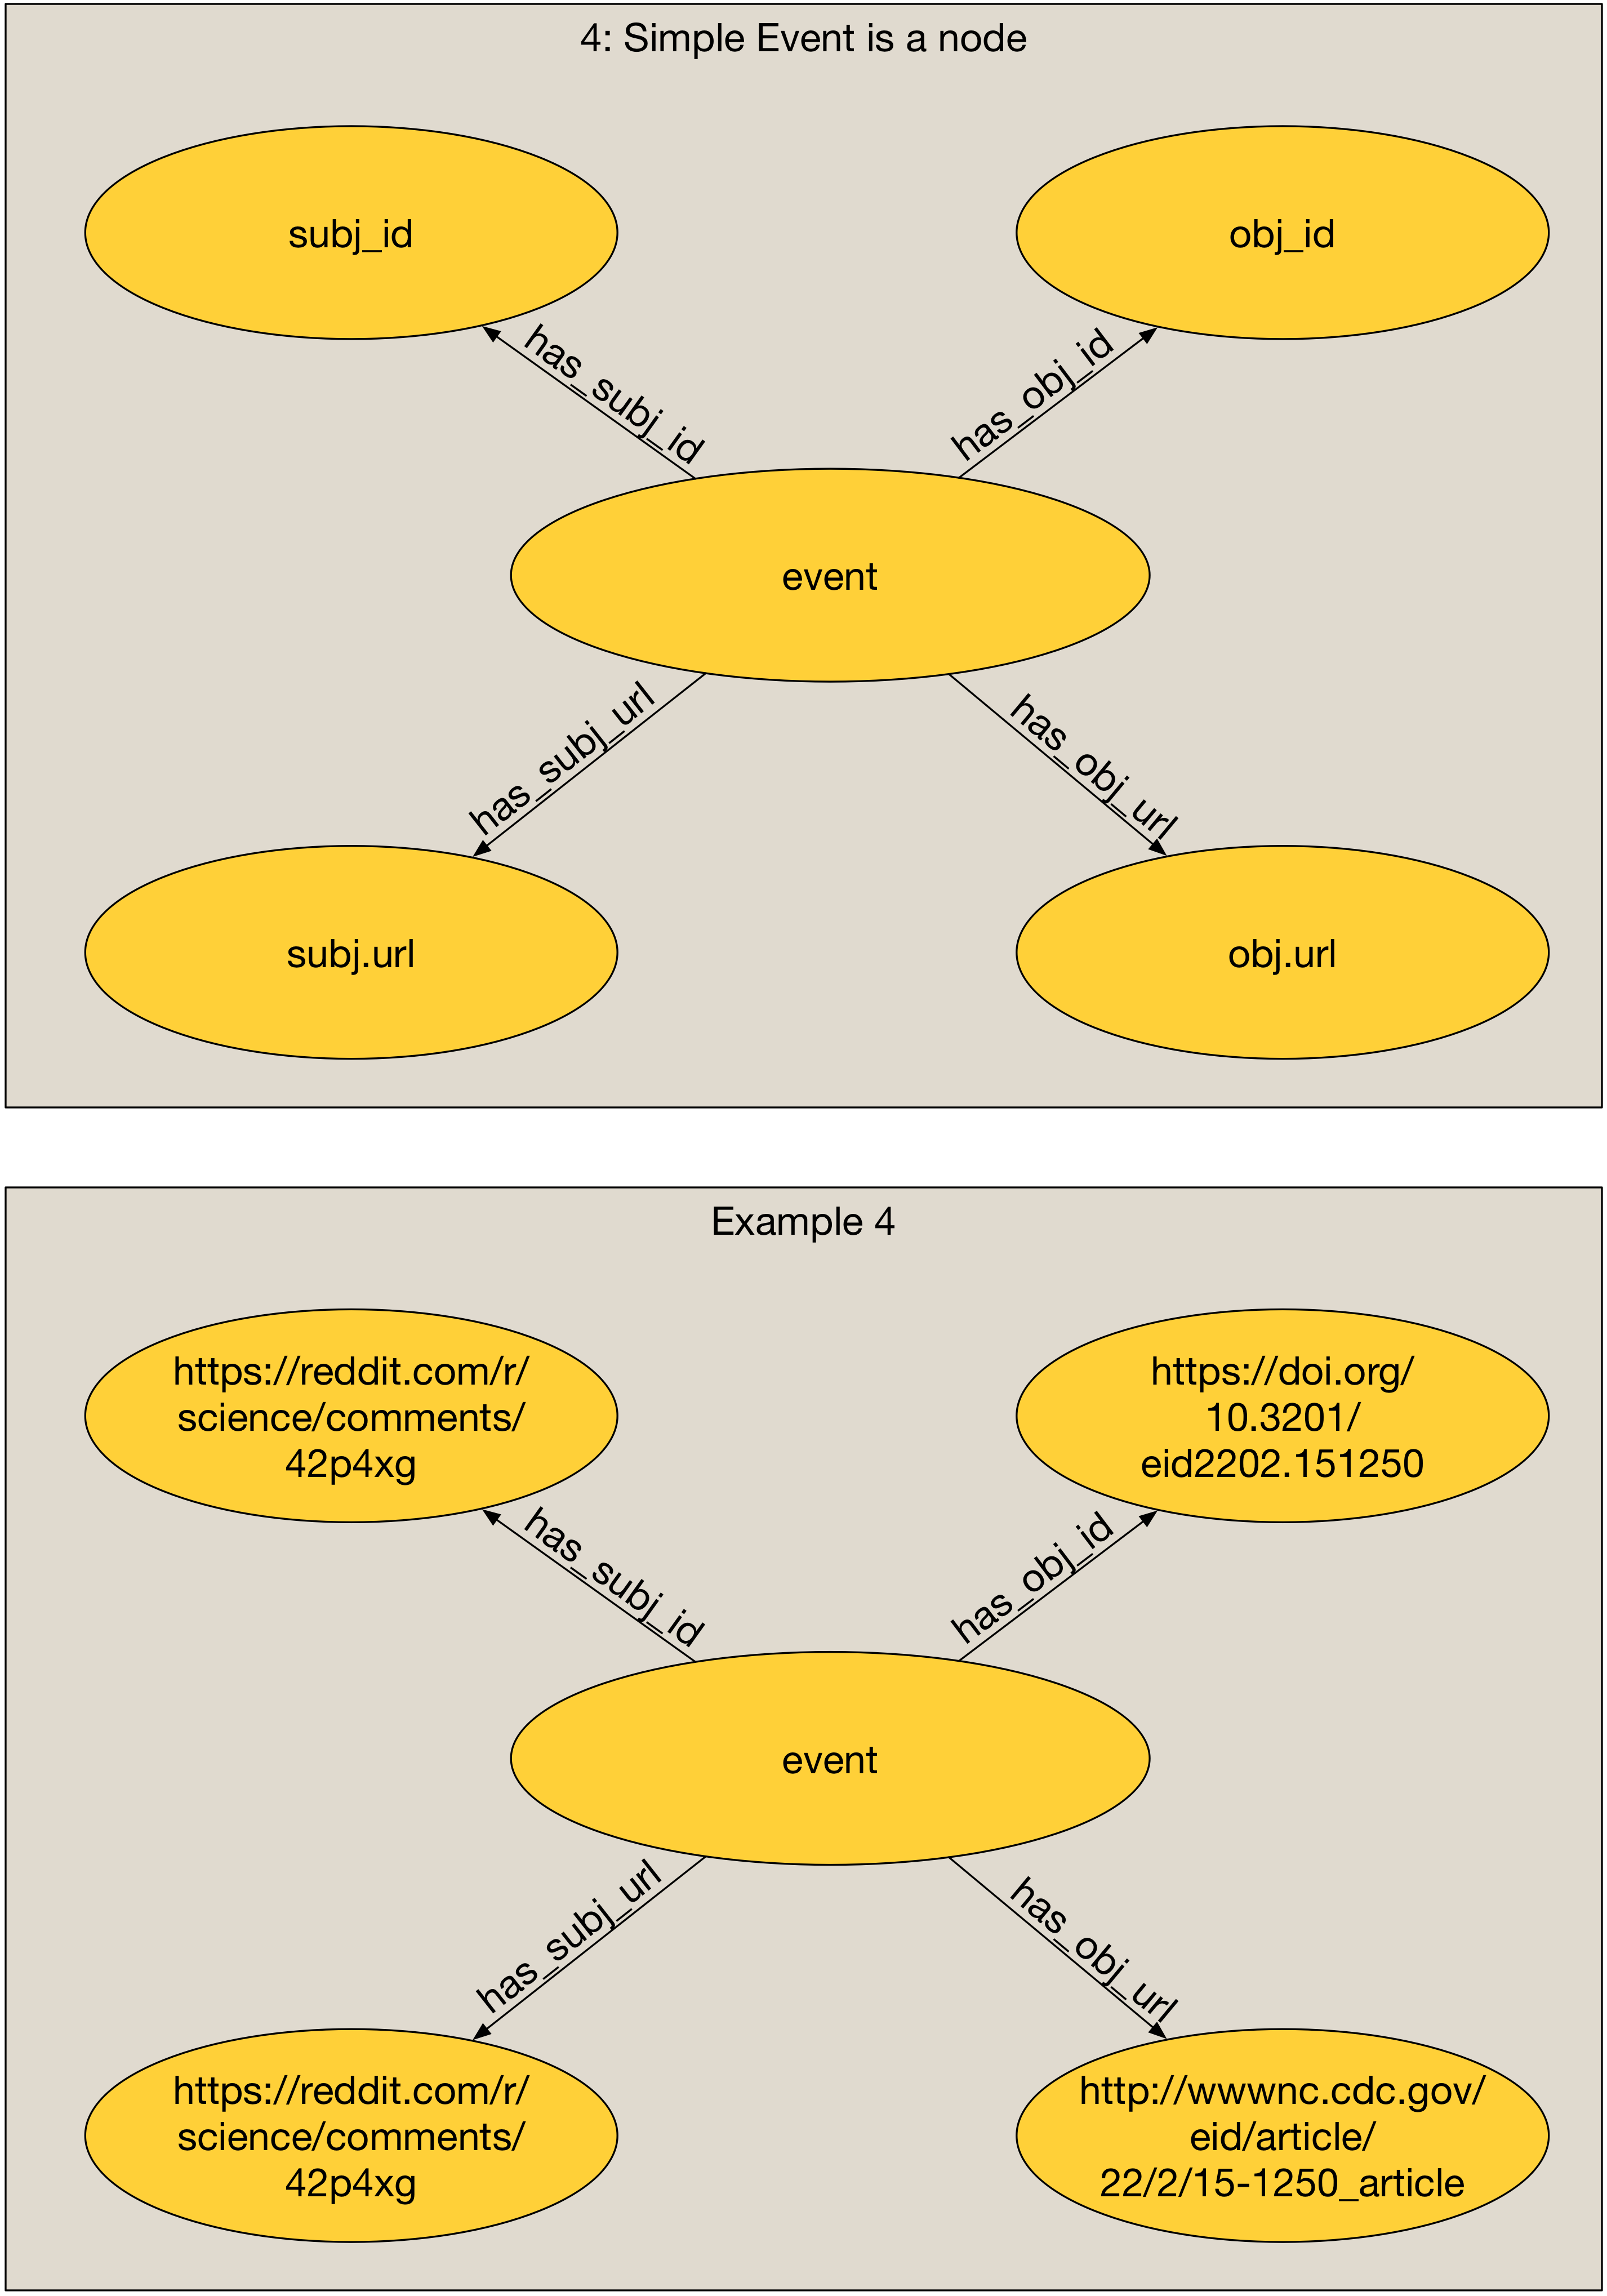 4: Simple Event is a node
subj_id
obj_id
has_subj_id
has_obj_id
event
has_subj_url
has_obj_url
subj.url
obj.url
Example 4
https://reddit.com/r/
science/comments/
42p4xg
https://doi.org/
10.3201/
eid2202.151250
has_subj_id
has_obj_id
event
has_subj_url
has_obj_url
https://reddit.com/r/
science/comments/
42p4xg
http://wwwnc.cdc.gov/
eid/article/
22/2/15-1250_article